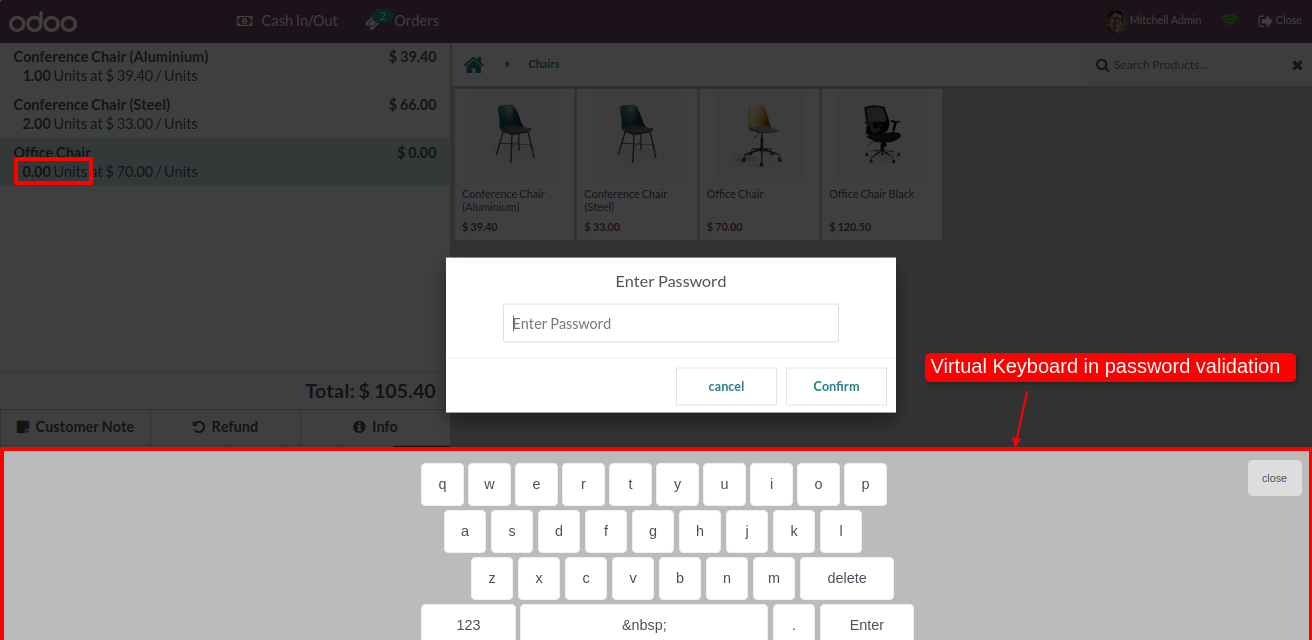 odoo
Cash In/Out
2
Orders
Mitchell Admin
Close
Conference Chair (Aluminium) $ 39.40
1.00 Units at $ 39.40 / Units
Conference Chair (Steel) $ 66.00
2.00 Units at $ 33.00 / Units
Office Chair $ 0.00
0.00 Units at $ 70.00 / Units
Chairs
Search Products...
Conference Chair
(Aluminium)
$ 39.40
Conference Chair
(Steel)
$ 33.00
Office Chair
$ 70.00
Office Chair Black
$ 120.50
Enter Password
Enter Password
cancel
Confirm
Virtual Keyboard in password validation
Total: $ 105.40
Customer Note
Refund
Info
q w e r t y u i o p
close
a s d f g h j k l
z x c v b n m delete
123 &nbsp; . Enter